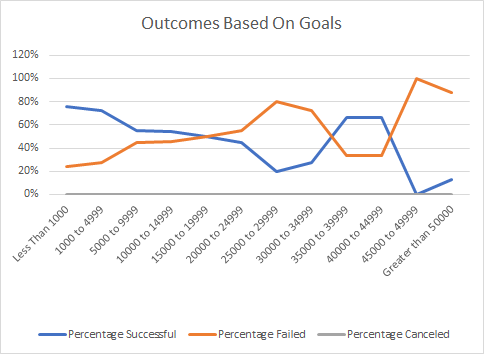 Outcomes Based On Goals
120%
100%
80%
60%
40%
20%
0%
Less Than 1000
1000 to 4999
5000 to 9999
10000 to 14999
15000 to 19999
20000 to 24999
25000 to 29999
30000 to 34999
35000 to 39999
40000 to 44999
45000 to 49999
Greater than 50000
Percentage Successful
Percentage Failed
Percentage Canceled